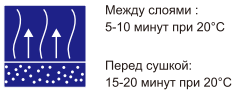 Между слоями :
5-10 минут при 20°C
Перед сушкой:
15-20 минут при 20°C